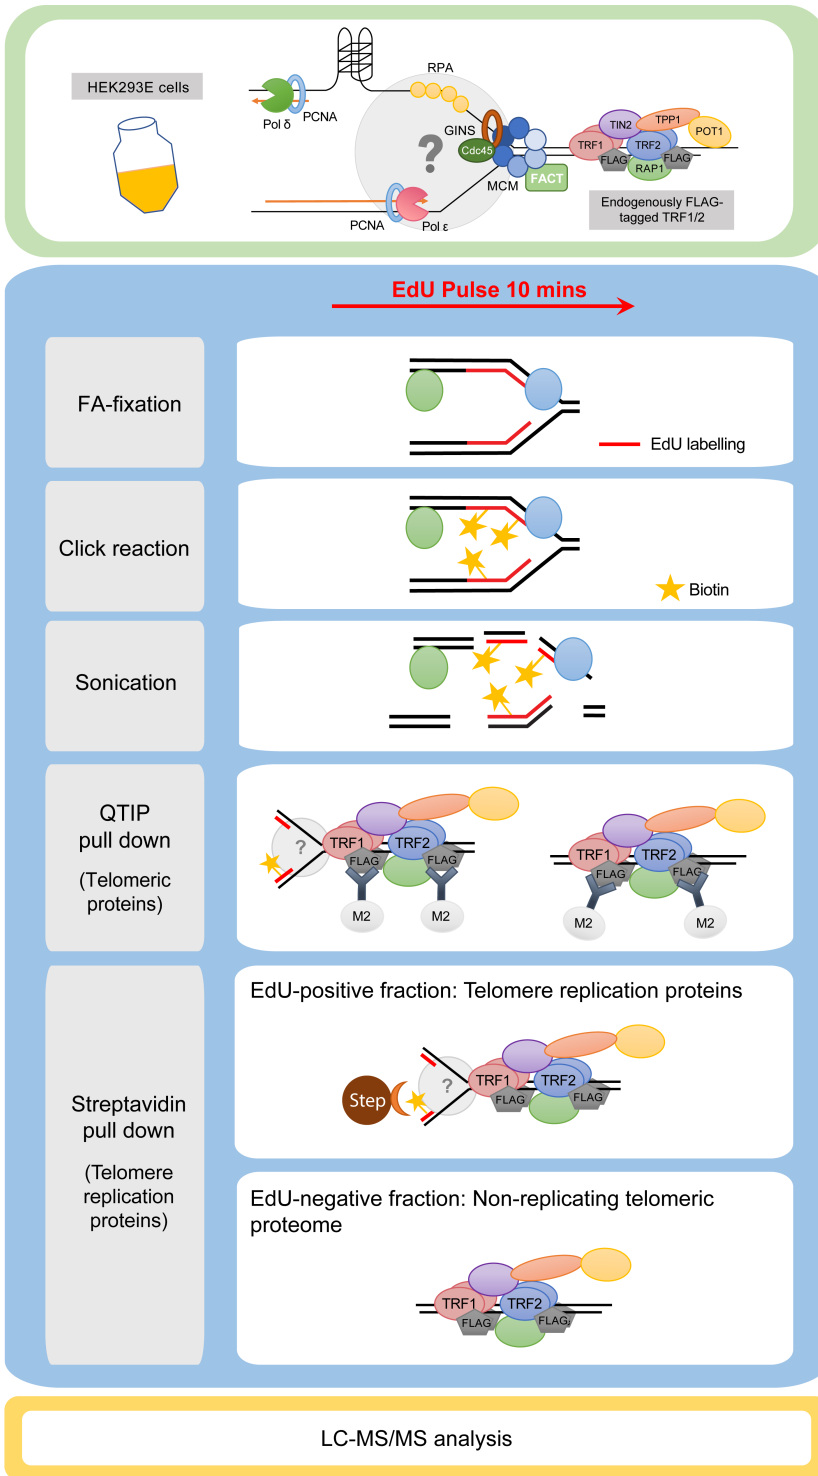 HEK293E cells
RPA
PCNA
Pol δ
GINS
Cdc45
?
MCM
FACT
PCNA
Pol ε
TIN2
TPP1
POT1
TRF1
TRF2
FLAG
FLAG
RAP1
Endogenously FLAG-
tagged TRF1/2
EdU Pulse 10 mins
FA-fixation
EdU labelling
Click reaction
Biotin
Sonication
QTIP
pull down
(Telomeric
proteins)
?
TRF1
TRF2
FLAG
FLAG
M2
M2
TRF1
TRF2
FLAG
FLAG
M2
M2
Streptavidin
pull down
(Telomere
replication
proteins)
EdU-positive fraction: Telomere replication proteins
Step
?
TRF1
TRF2
FLAG
FLAG
EdU-negative fraction: Non-replicating telomeric
proteome
TRF1
TRF2
FLAG
FLAG
LC-MS/MS analysis